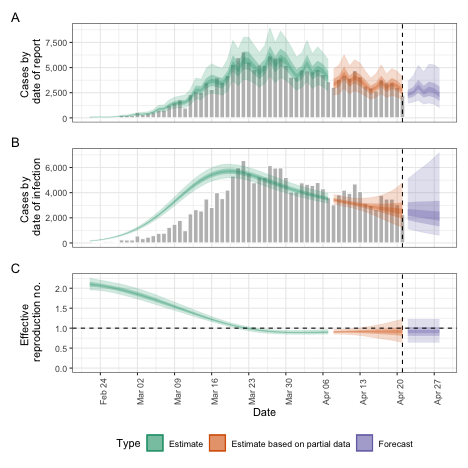 A
Cases by
date of report
7,500
5,000
2,500
0
B
Cases by
date of infection
6,000
4,000
2,000
0
C
Effective
reproduction no.
2.0
1.5
1.0
0.5
0.0
Feb 24
Mar 02
Mar 09
Mar 16
Mar 23
Mar 30
Apr 06
Apr 13
Apr 20
Apr 27
Date
Type Estimate Estimate based on partial data Forecast